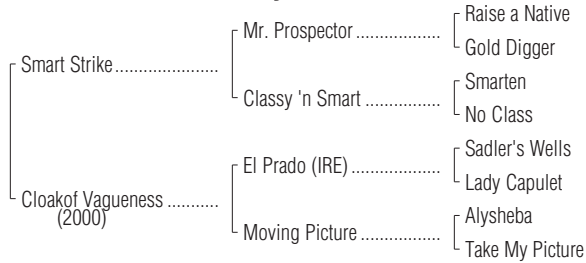 Raise a Native
Mr. Prospector ..................
Gold Digger
Smart Strike......................
Smarten
Classy 'n Smart ................
No Class
Sadler's Wells
El Prado (IRE) ...................
Lady Capulet
Cloakof Vagueness ...........
(2000)
Alysheba
Moving Picture ..................
Take My Picture